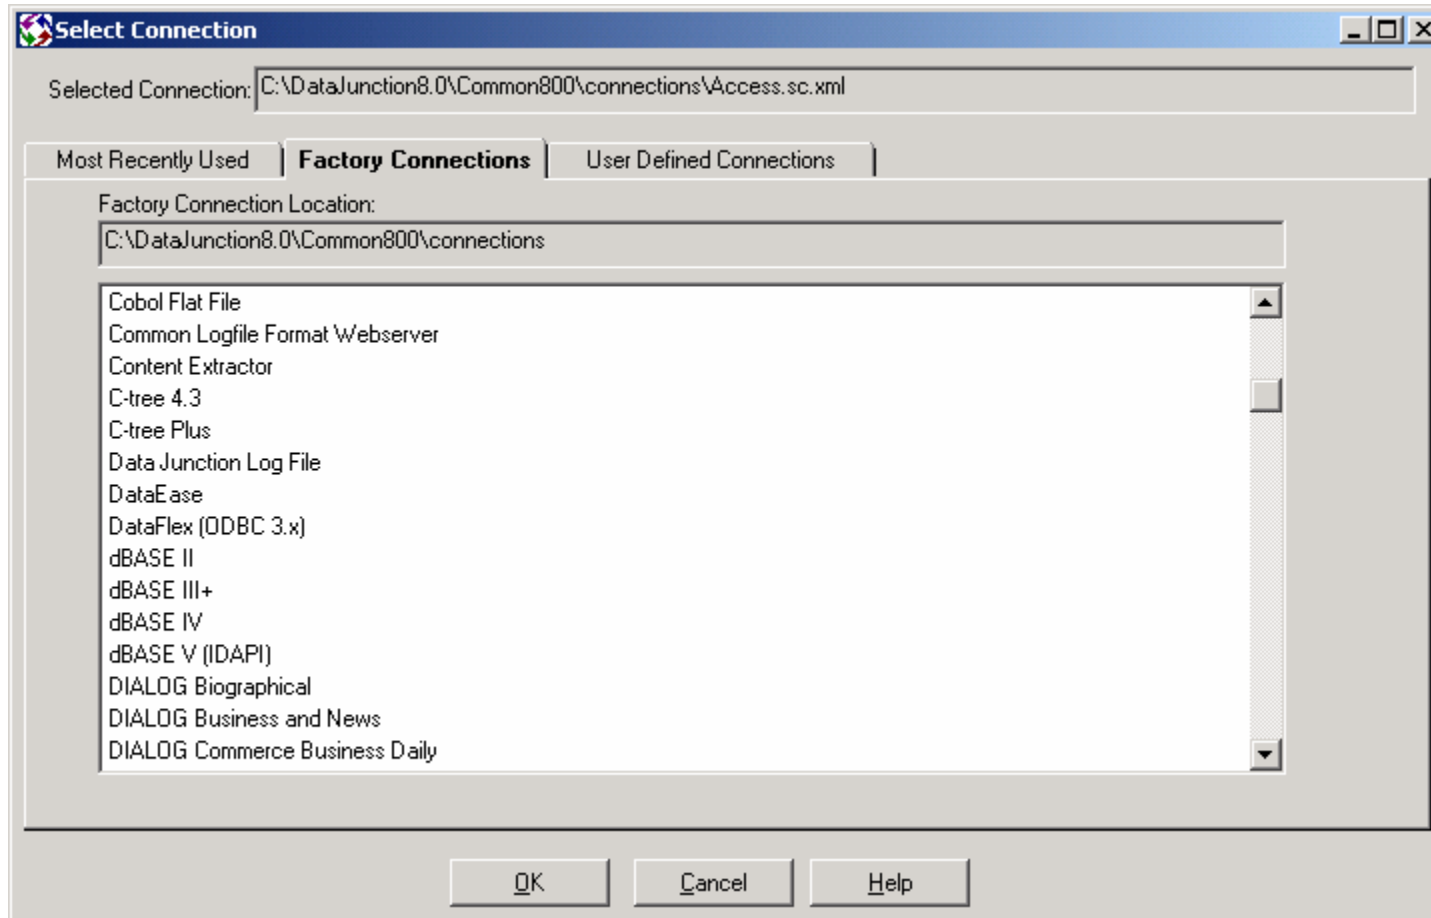 Select Connection
Selected Connection: C:\DataJunction8.0\Common800\connections\Access.sc.xml
Most Recently Used Factory Connections User Defined Connections
Factory Connection Location:
C:\DataJunction8.0\Common800\connections
Cobol Flat File
Common Logfile Format Webserver
Content Extractor
C-tree 4.3
C-tree Plus
Data Junction Log File
DataEase
DataFlex (ODBC 3.x)
dBASE II
dBASE III+
dBASE IV
dBASE V (IDAPI)
DIALOG Biographical
DIALOG Business and News
DIALOG Commerce Business Daily
OK Cancel Help